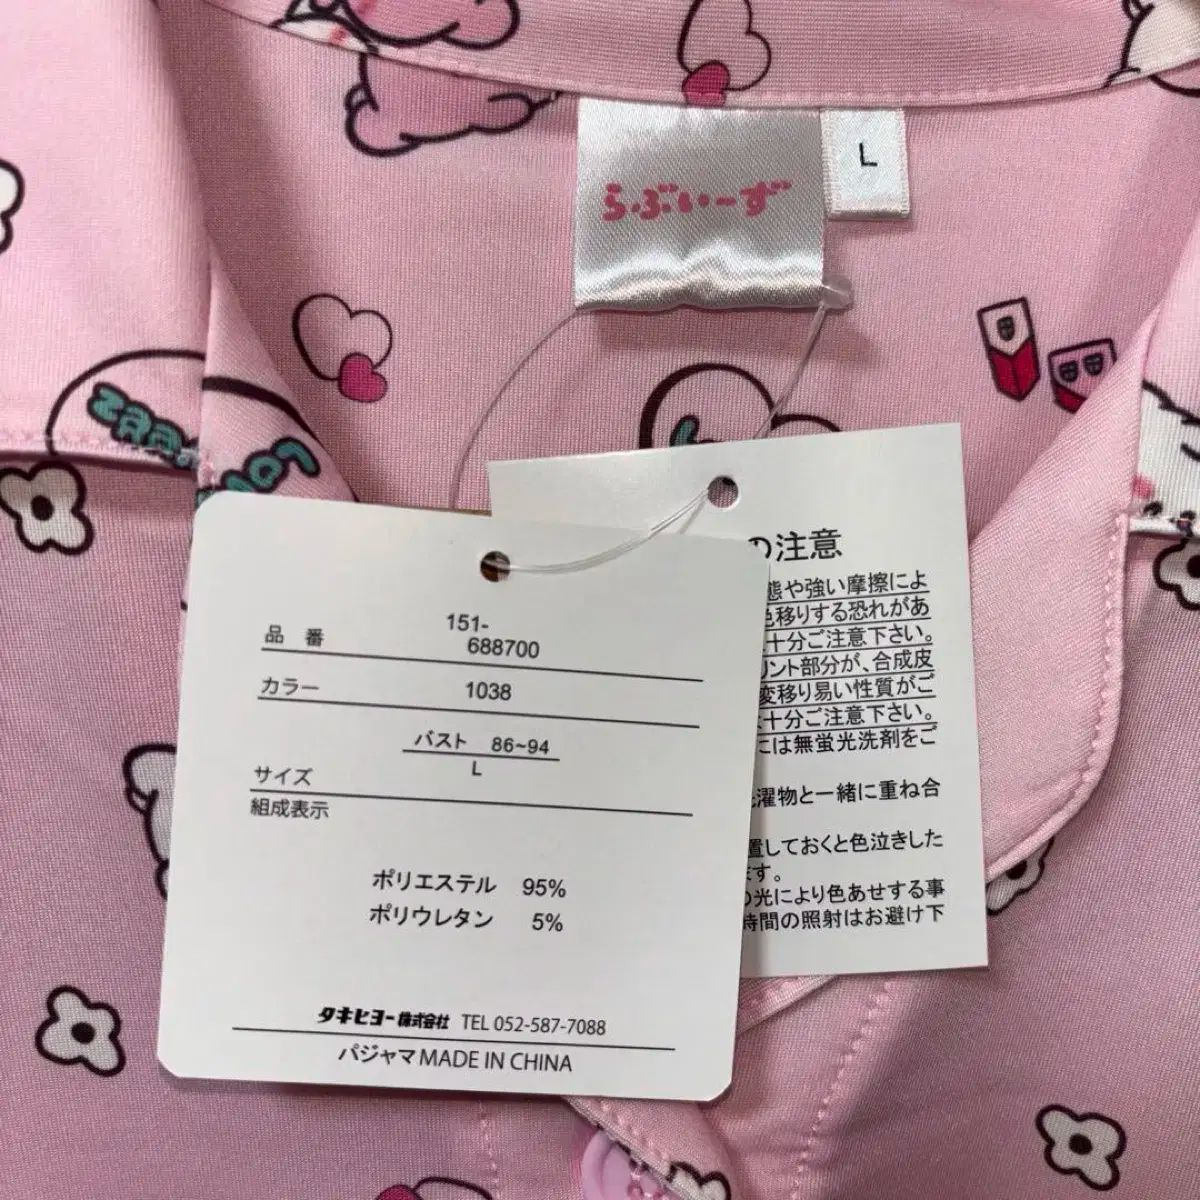 らぶいーず
L
の注意
態や強い摩擦によ
色移りする恐れがあ
十分ご注意下さい。
リント部分が、合成皮
変移り易い性質がご
十分ご注意下さい。
には無蛍光洗剤をご
濯物と一緒に重ね合
置しておくと色泣きした
ます。
の光により色あせする事
時間の照射はお避け下
151-
品番 688700
カラー 1038
バスト 86~94
L
サイズ
組成表示
ポリエステル 95%
ポリウレタン 5%
タキヒヨー株式会社 TEL 052-587-7088
パジャマ MADE IN CHINA